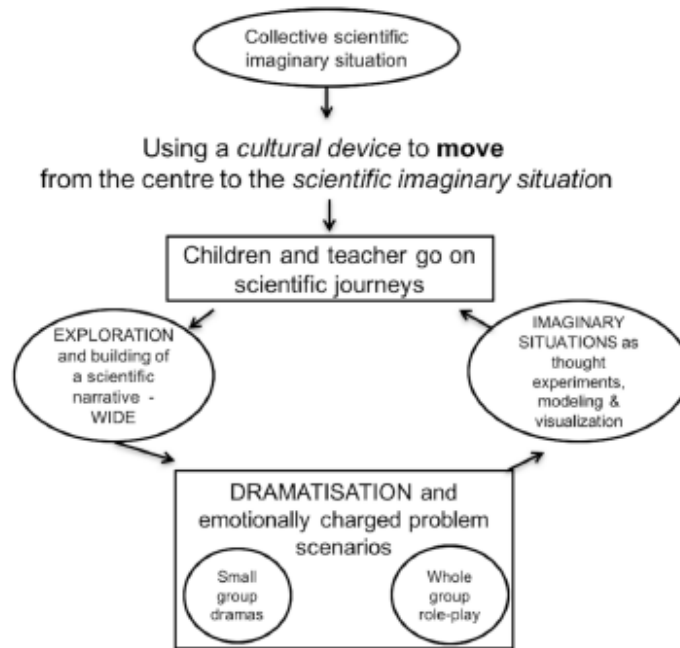 Collective scientific
imaginary situation
Using a cultural device to move
from the centre to the scientific imaginary situation
Children and teacher go on
scientific journeys
EXPLORATION
and building of
a scientific
narrative -
WIDE
IMAGINARY
SITUATIONS as
thought
experiments,
modeling &
visualization
DRAMATISATION and
emotionally charged problem
scenarios
Small
group
dramas
Whole
group
role-play